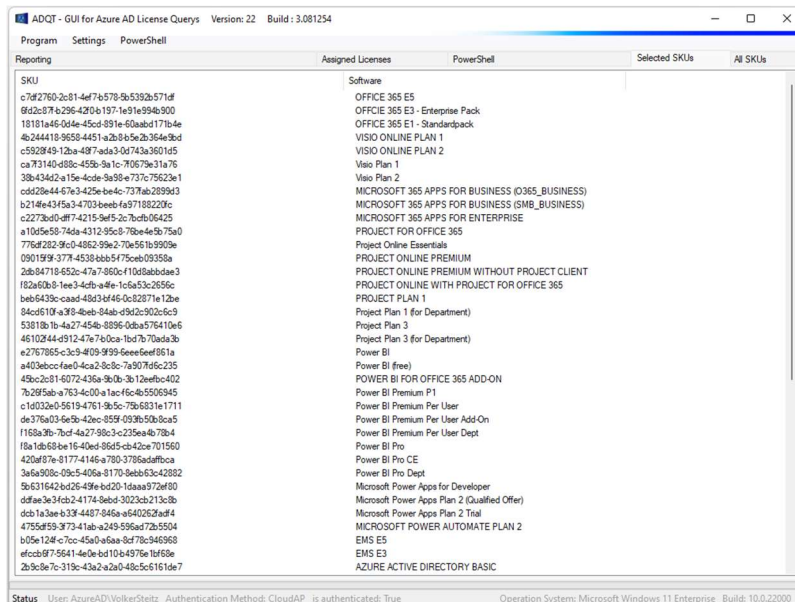 ADQT - GUI for Azure AD License Querys Version: 22 Build : 3.081254
Program Settings PowerShell
Reporting Assigned Licenses PowerShell Selected SKUs All SKUs
SKU Software
c7df2760-2c81-4ef7-b578-5b5392b571df OFFICE 365 E5
6fd2c87f-b296-42f0-b197-1e91e994b900 OFFCIE 365 E3 - Enterprise Pack
18181a46-0d4e-45cd-891e-60aabd171b4e OFFICE 365 E1 - Standardpack
4b244418-9658-4451-a2b8-b5e2b364e9bd VISIO ONLINE PLAN 1
c5928f49-12ba-48f7-ada3-0d743a3601d5 VISIO ONLINE PLAN 2
ca7f3140-d88c-455b-9a1c-7f0679e31a76 Visio Plan 1
38b434d2-a15e-4cde-9a98-e737c75623e1 Visio Plan 2
cdd28e44-67e3-425e-be4c-737fab2899d3 MICROSOFT 365 APPS FOR BUSINESS (O365_BUSINESS)
b214fe43-f5a3-4703-beeb-fa97188220fc MICROSOFT 365 APPS FOR BUSINESS (SMB_BUSINESS)
c2273bd0-dff7-4215-9ef5-2c7bcfb06425 MICROSOFT 365 APPS FOR ENTERPRISE
a10d5e58-74da-4312-95c8-76be4e5b75a0 PROJECT FOR OFFICE 365
776df282-9fc0-4862-99e2-70e561b9909e Project Online Essentials
09015f9f-377f-4538-bbb5-f75ceb09358a PROJECT ONLINE PREMIUM
2db84718-652c-47a7-860c-f10d8abbdae3 PROJECT ONLINE PREMIUM WITHOUT PROJECT CLIENT
f82a60b8-1ee3-4cfb-a4fe-1c6a53c2656c PROJECT ONLINE WITH PROJECT FOR OFFICE 365
beb6439c-caad-48d3-bf46-0c82871e12be PROJECT PLAN 1
84cd610f-a3f8-4beb-84ab-d9d2c902c6c9 Project Plan 1 (for Department)
53818b1b-4a27-454b-8896-0dba576410e6 Project Plan 3
46102f44-d912-47e7-b0ca-1bd7b70ada3b Project Plan 3 (for Department)
e2767865-c3c9-4f09-9f99-6eee6eef861a Power BI
a403ebcc-fae0-4ca2-8c8c-7a907fd6c235 Power BI (free)
45bc2c81-6072-436a-9b0b-3b12eefbc402 POWER BI FOR OFFICE 365 ADD-ON
7b26f5ab-a763-4c00-a1ac-f6c4b5506945 Power BI Premium P1
c1d032e0-5619-4761-9b5c-75b6831e1711 Power BI Premium Per User
de376a03-6e5b-42ec-855f-093fb50b8ca5 Power BI Premium Per User Add-On
f168a3fb-7bcf-4a27-98c3-c235ea4b78b4 Power BI Premium Per User Dept
f8a1db68-be16-40ed-86d5-cb42ce701560 Power BI Pro
420af87e-8177-4146-a780-3786adaffbca Power BI Pro CE
3a6a908c-09c5-406a-8170-8ebb63c42882 Power BI Pro Dept
5b631642-bd26-49fe-bd20-1daaa972ef80 Microsoft Power Apps for Developer
ddfae3e3-fcb2-4174-8ebd-3023cb213c8b Microsoft Power Apps Plan 2 (Qualified Offer)
dcb1a3ae-b33f-4487-846a-a640262fadf4 Microsoft Power Apps Plan 2 Trial
4755df59-3f73-41ab-a249-596ad72b5504 MICROSOFT POWER AUTOMATE PLAN 2
b05e124f-c7cc-45a0-a6aa-8cf78c946968 EMS E5
efccb6f7-5641-4e0e-bd10-b4976e1bf68e EMS E3
2b9c8e7c-319c-43a2-a2a0-48c5c6161de7 AZURE ACTIVE DIRECTORY BASIC
Status User: AzureAD\VolkerSteitz Authentication Method: CloudAP is authenticated: True Operation System: Microsoft Windows 11 Enterprise Build: 10.0.22000